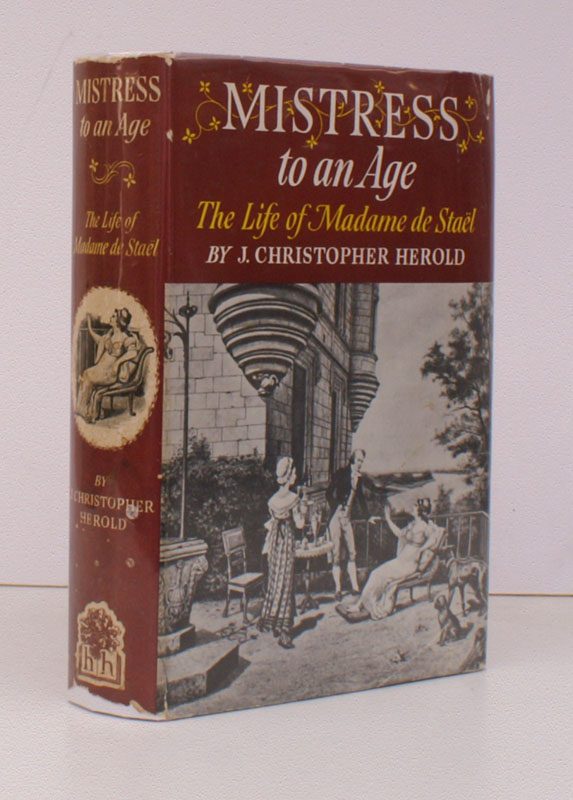 MISTRESS
to an Age
The Life of
Madame de Staël
BY
J. CHRISTOPHER
HEROLD
hh
MISTRESS
to an Age
The Life of Madame de Staël
BY J. CHRISTOPHER HEROLD